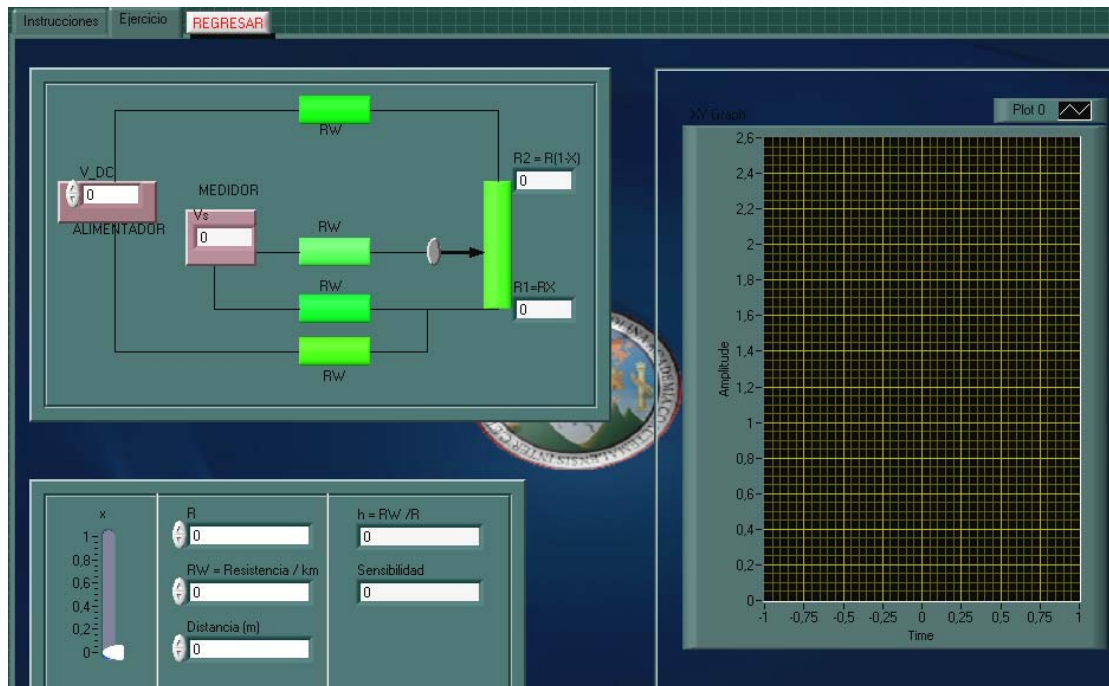 Instrucciones
Ejercicio
REGRESAR
RW
V_DC
0
ALIMENTADOR
MEDIDOR
Vs
0
RW
RW
RW
R2 = R(1-X)
0
R1=RX
0
x
1
0,8
0,6
0,4
0,2
0
R
0
RW = Resistencia / km
0
Distancia (m)
0
h = RW /R
0
Sensibilidad
0
XY Graph
Plot 0
Amplitude
2,6
2,4
2,2
2
1,8
1,6
1,4
1,2
1
0,8
0,6
0,4
0,2
0
-1 -0,75 -0,5 -0,25 0 0,25 0,5 0,75 1
Time